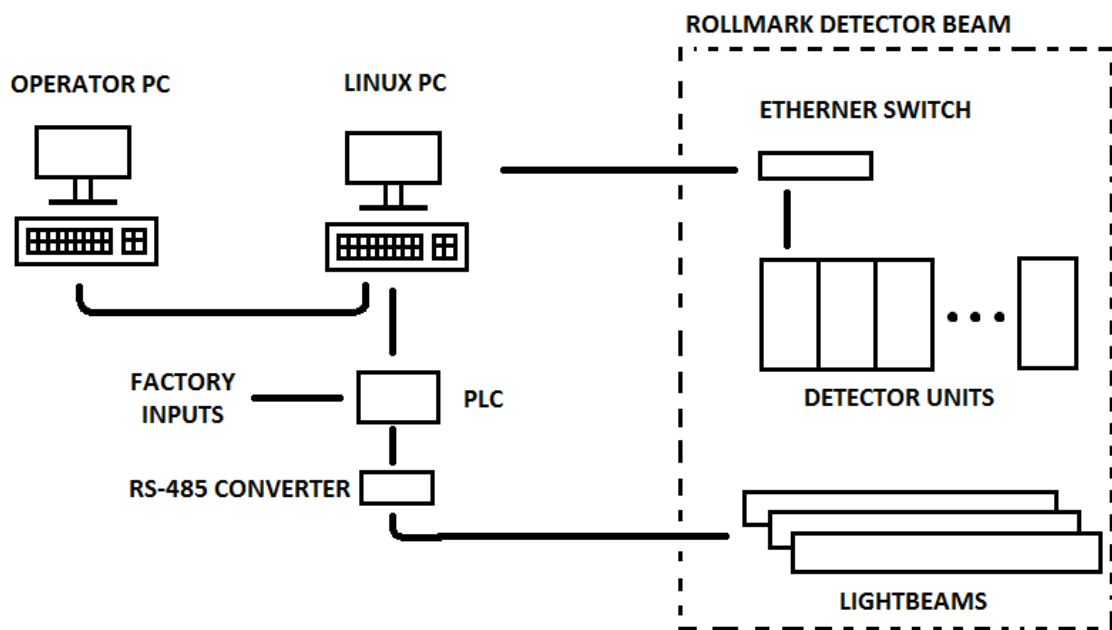 ROLLMARK DETECTOR BEAM
OPERATOR PC
LINUX PC
ETHERNER SWITCH
FACTORY
INPUTS
PLC
DETECTOR UNITS
RS-485 CONVERTER
LIGHTBEAMS